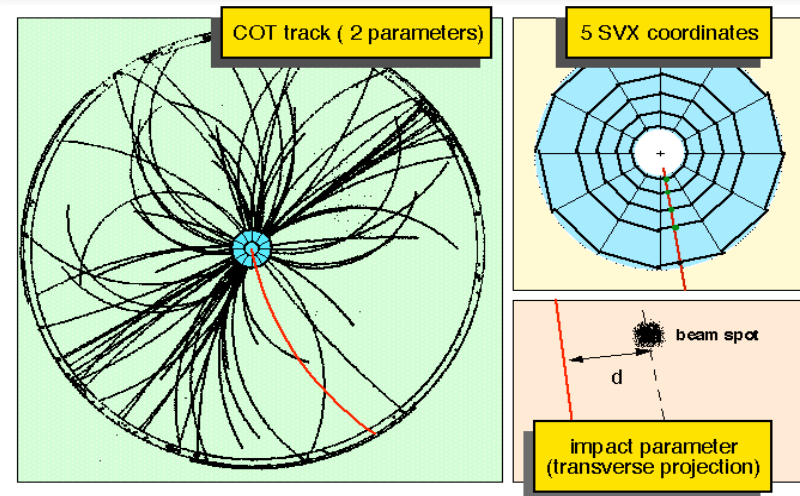 COT track ( 2 parameters)
5 SVX coordinates
beam spot
d
impact parameter
(transverse projection)